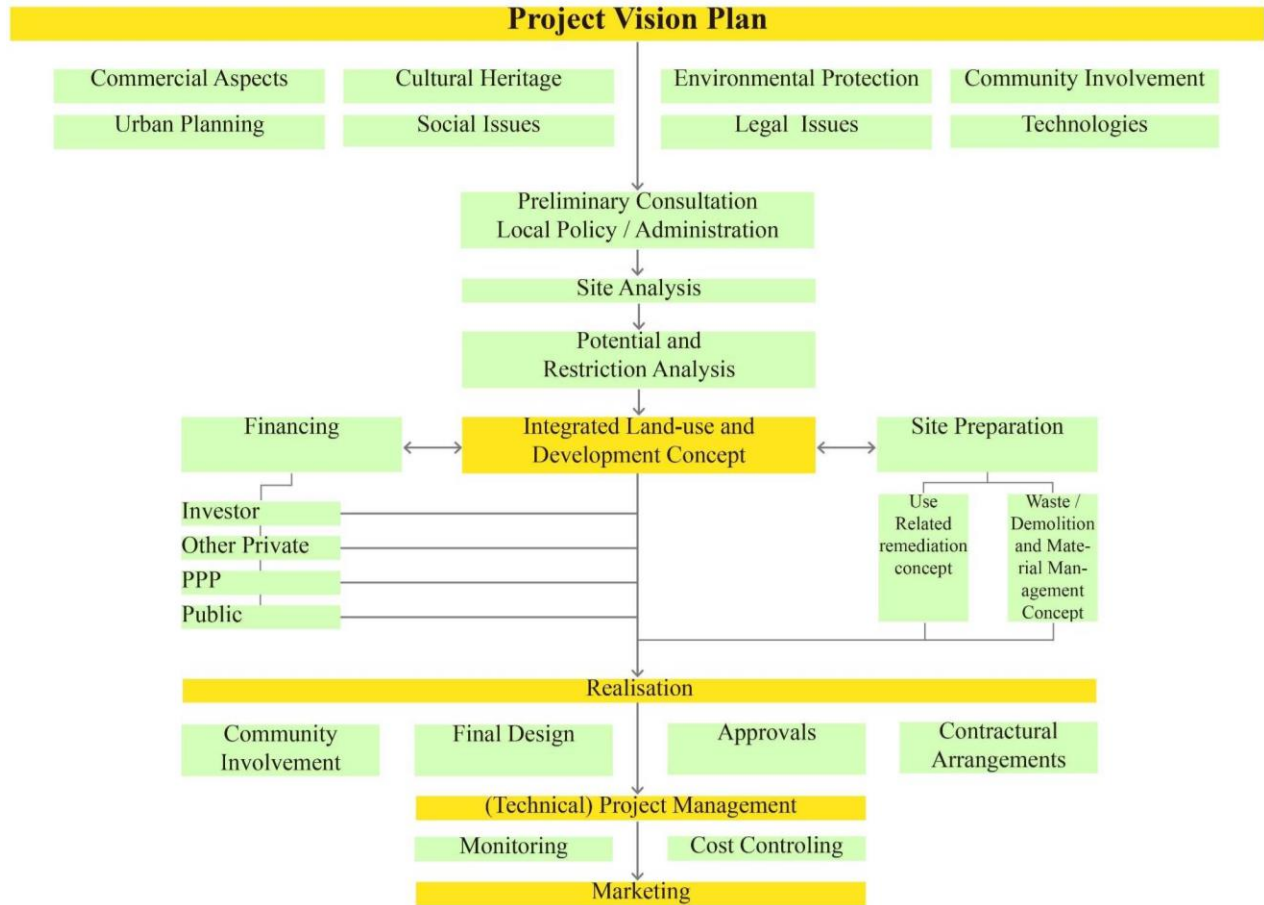 Project Vision Plan
Commercial Aspects
Cultural Heritage
Environmental Protection
Community Involvement
Urban Planning
Social Issues
Legal Issues
Technologies
Preliminary Consultation
Local Policy / Administration
Site Analysis
Potential and
Restriction Analysis
Financing
Integrated Land-use and
Development Concept
Site Preparation
Investor
Other Private
PPP
Public
Use
Related
remediation
concept
Waste /
Demolition
and Mate-
rial Man-
agement
Concept
Realisation
Community
Involvement
Final Design
Approvals
Contractural
Arrangements
(Technical) Project Management
Monitoring
Cost Controling
Marketing